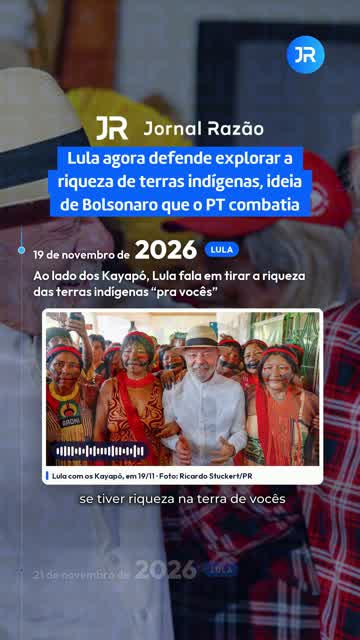 JR
JR Jornal Razão
Lula agora defende explorar a
riqueza de terras indígenas, ideia
de Bolsonaro que o PT combatia
19 de novembro de 2026 LULA
Ao lado dos Kayapó, Lula fala em tirar a riqueza
das terras indígenas “pra vocês”
Lula com os Kayapó, em 19/11 · Foto: Ricardo Stuckert/PR
se tiver riqueza na terra de vocês
21 de novembro de 2026 LULA